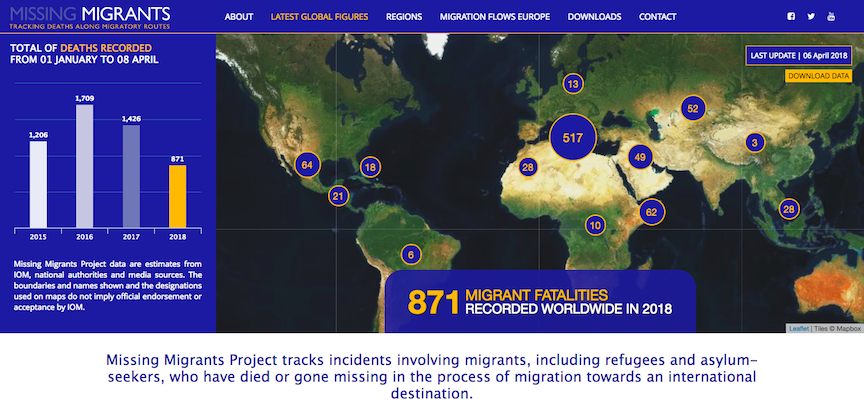 MISSING MIGRANTS
TRACKING DEATHS ALONG MIGRATORY ROUTES
ABOUT
LATEST GLOBAL FIGURES
REGIONS
MIGRATION FLOWS EUROPE
DOWNLOADS
CONTACT
TOTAL OF DEATHS RECORDED
FROM 01 JANUARY TO 08 APRIL
1,206
1,709
1,426
871
2015
2016
2017
2018
Missing Migrants Project data are estimates from
IOM, national authorities and media sources. The
boundaries and names shown and the designations
used on maps do not imply official endorsement or
acceptance by IOM.
LAST UPDATE | 06 April 2018
DOWNLOAD DATA
13
52
517
3
49
28
64
18
21
62
28
10
6
871 MIGRANT FATALITIES
RECORDED WORLDWIDE IN 2018
Leaflet | Tiles © Mapbox
Missing Migrants Project tracks incidents involving migrants, including refugees and asylum-
seekers, who have died or gone missing in the process of migration towards an international
destination.